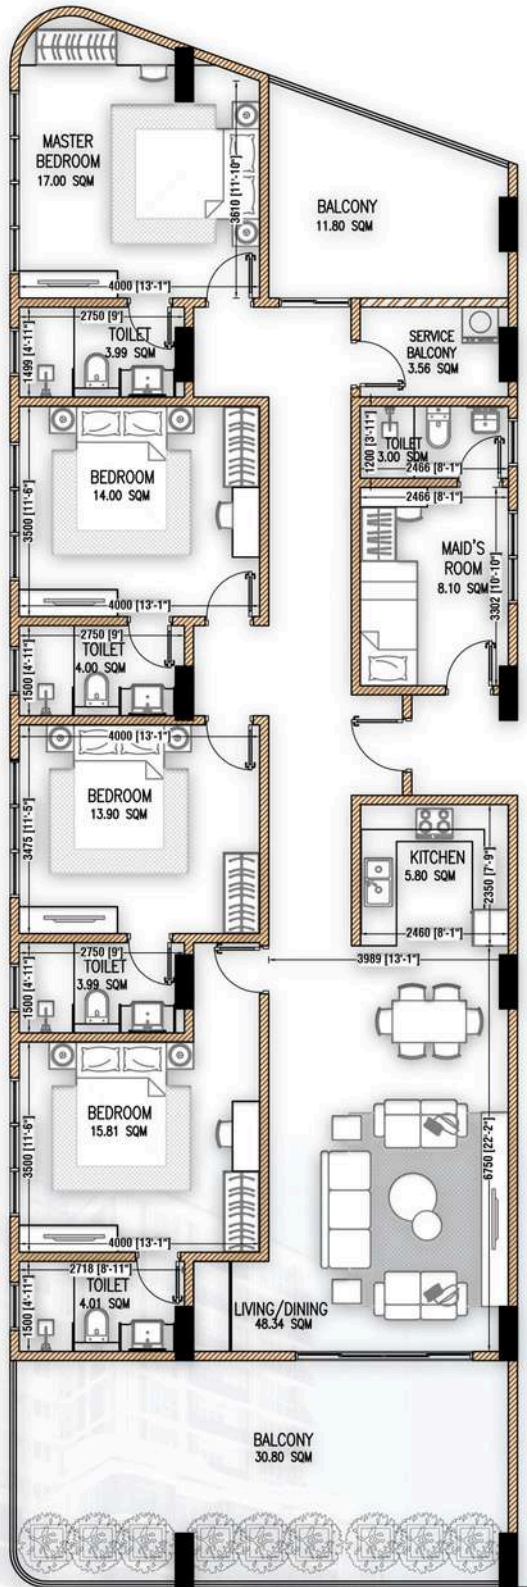 MASTER
BEDROOM
17.00 SQM
3610 [11'-10"]
4000 [13'-1"]
BALCONY
11.80 SQM
2750 [9']
TOILET
3.99 SQM
1499 [4'-11"]
SERVICE
BALCONY
3.56 SQM
BEDROOM
14.00 SQM
3500 [11'-6"]
4000 [13'-1"]
TOILET
3.00 SQM
1200 [3'-11"]
2466 [8'-1"]
2466 [8'-1"]
MAID'S
ROOM
8.10 SQM
3302 [10'-10"]
2750 [9']
TOILET
4.00 SQM
1500 [4'-11"]
4000 [13'-1"]
BEDROOM
13.90 SQM
3475 [11'-5"]
KITCHEN
5.80 SQM
2350 [7'-9"]
2460 [8'-1"]
2750 [9']
TOILET
3.99 SQM
1500 [4'-11"]
3989 [13'-1"]
BEDROOM
15.81 SQM
3500 [11'-6"]
4000 [13'-1"]
6750 [22'-2"]
2718 [8'-11"]
TOILET
4.01 SQM
1500 [4'-11"]
LIVING/DINING
48.34 SQM
BALCONY
30.80 SQM